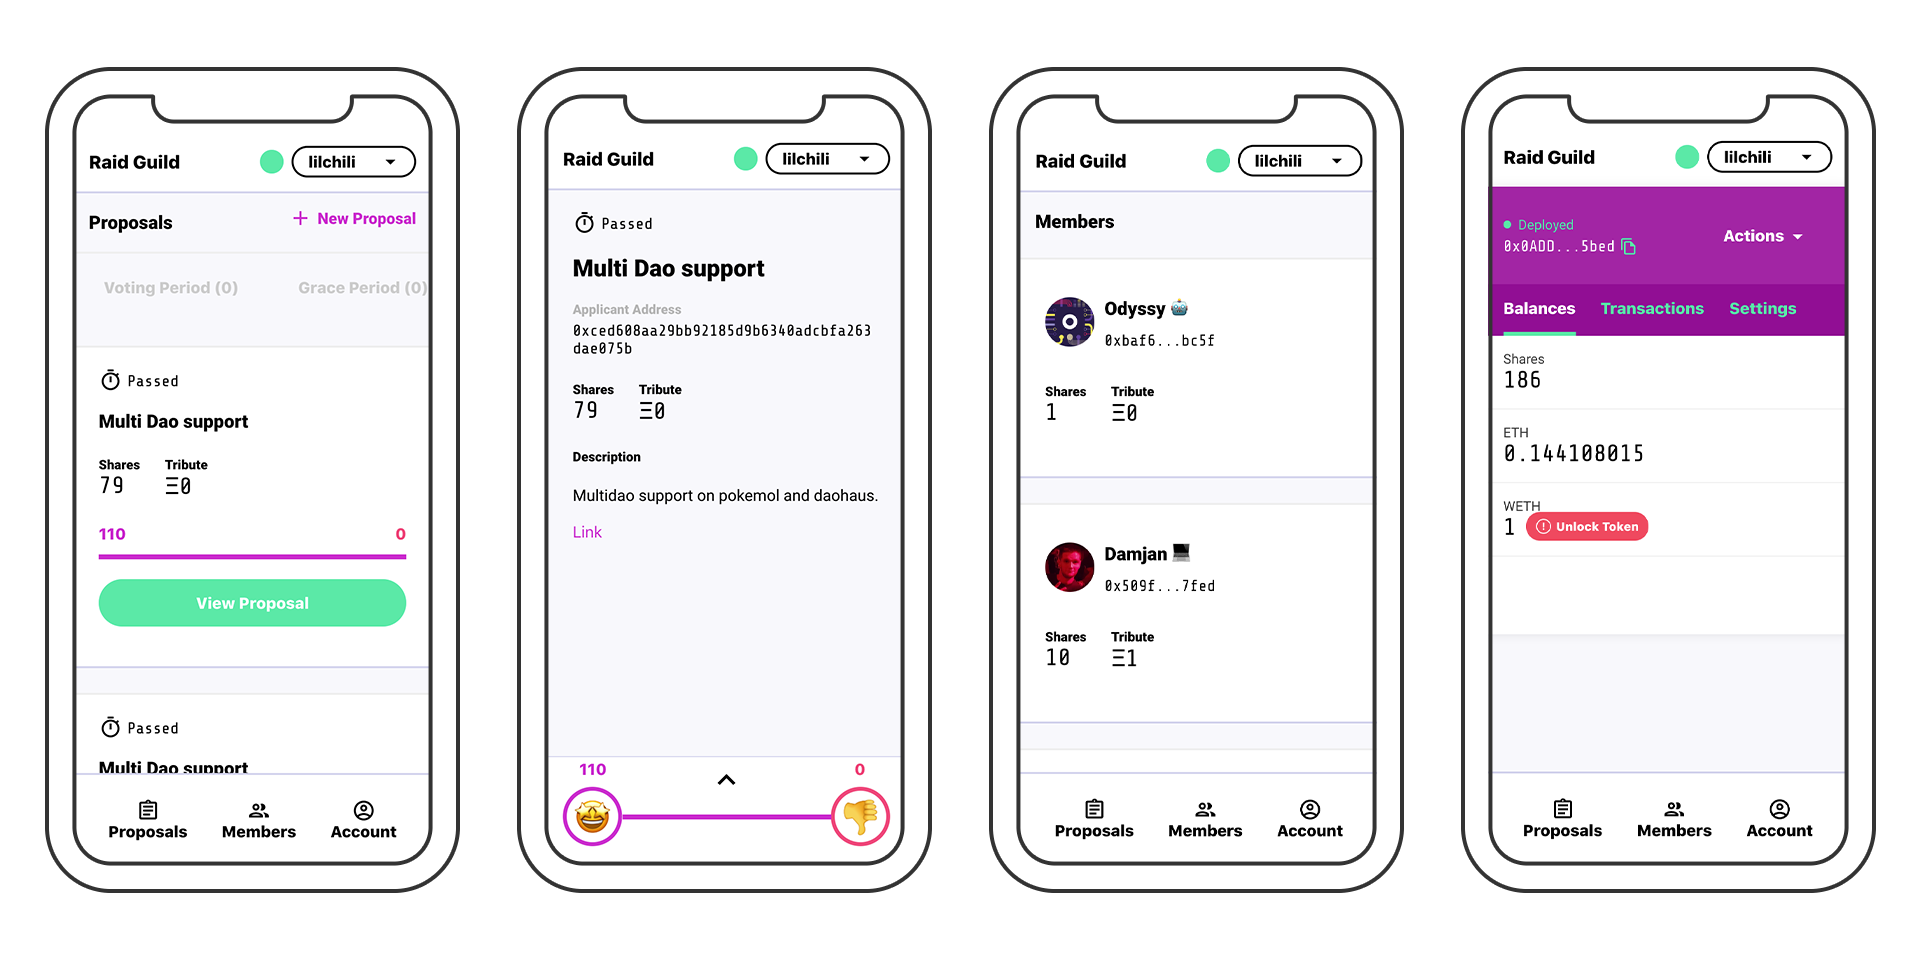 Raid Guild
lilchili
Proposals
+ New Proposal
Voting Period (0)
Grace Period (0)
Passed
Multi Dao support
Shares
Tribute
79
Ξ0
110
0
View Proposal
Passed
Multi Dao support
Proposals
Members
Account
Raid Guild
lilchili
Passed
Multi Dao support
Applicant Address
0xced608aa29bb92185d9b6340adcbfa263
dae075b
Shares
Tribute
79
Ξ0
Description
Multidao support on pokemol and daohaus.
Link
110
0
Raid Guild
lilchili
Members
Odyssy
0xbaf6...bc5f
Shares
Tribute
1
Ξ0
Damjan
0x509f...7fed
Shares
Tribute
10
Ξ1
Proposals
Members
Account
Raid Guild
lilchili
Deployed
0x0ADD...5bed
Actions
Balances
Transactions
Settings
Shares
186
ETH
0.144108015
WETH
1
Unlock Token
Proposals
Members
Account